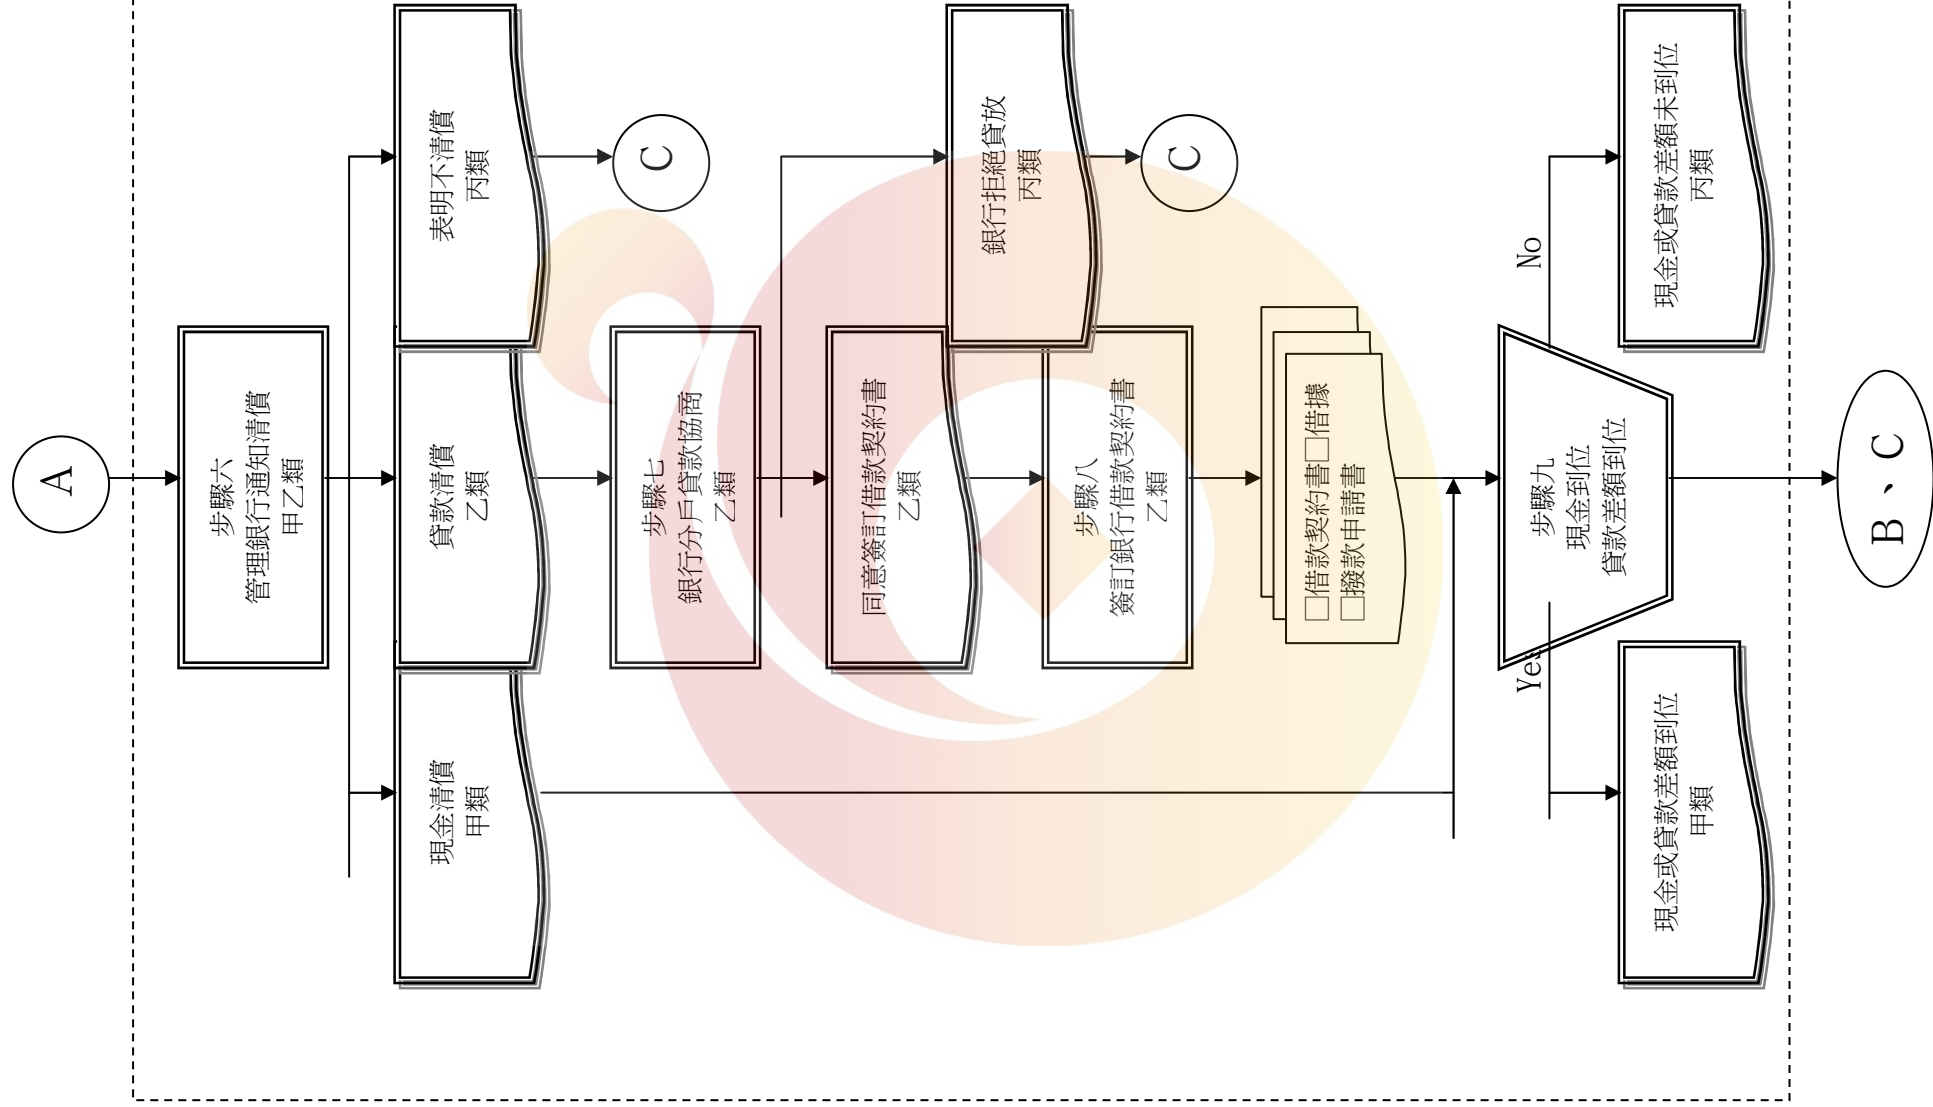 A
步驟六
管理銀行通知清償
甲乙類
現金清償
甲類
貸款清償
乙類
表明不清償
丙類
C
步驟七
銀行分戶貸款協商
乙類
同意簽訂借款契約書
乙類
銀行拒絕貸放
丙類
C
步驟八
簽訂銀行借款契約書
乙類
□借款契約書□借據
□撥款申請書
步驟九
現金到位
貸款差額到位
Yes
No
現金或貸款差額到位
甲類
現金或貸款差額未到位
丙類
B、C